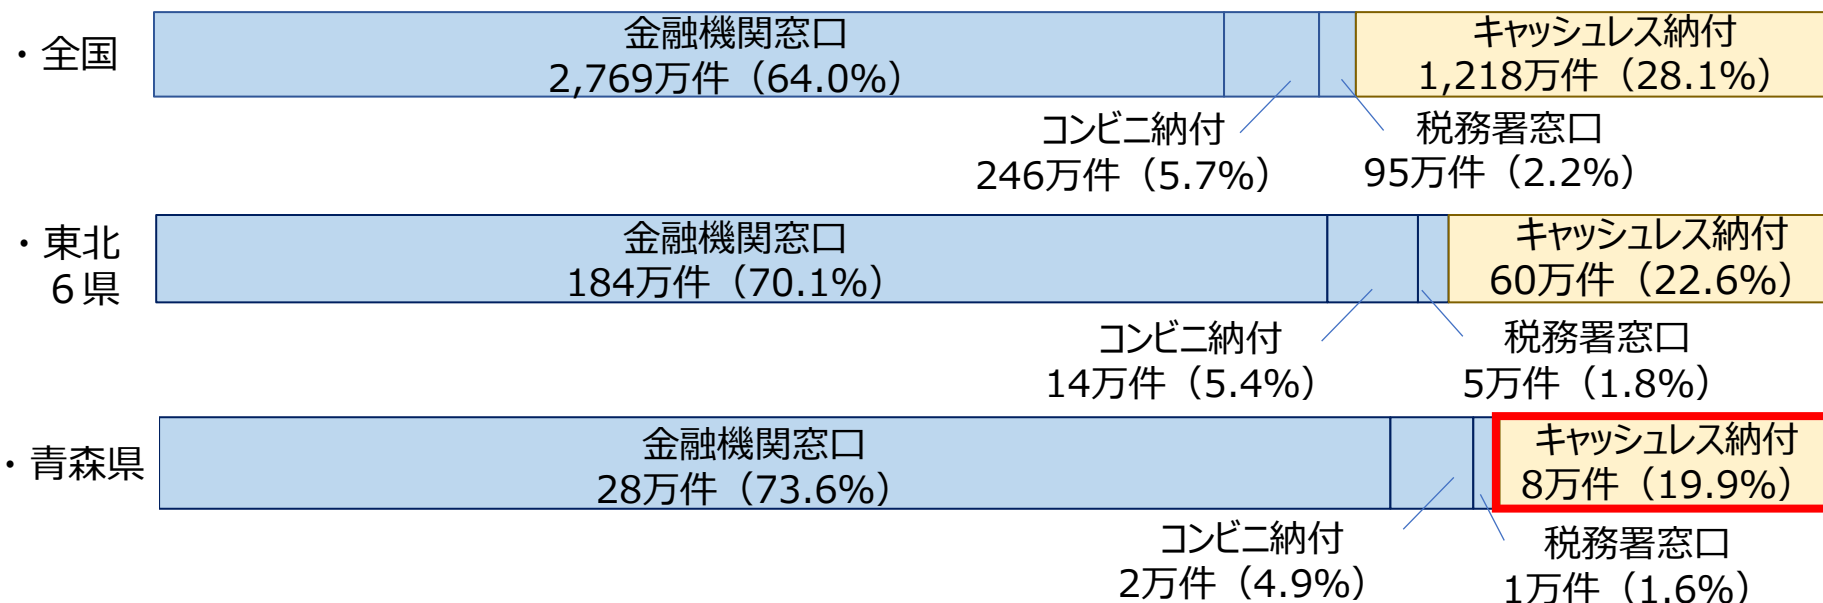 ・全国
金融機関窓口
2,769万件（64.0%）
キャッシュレス納付
1,218万件（28.1%）
コンビニ納付
246万件（5.7%）
税務署窓口
95万件（2.2%）
・東北
６県
金融機関窓口
184万件（70.1%）
キャッシュレス納付
60万件（22.6%）
コンビニ納付
14万件（5.4%）
税務署窓口
5万件（1.8%）
・青森県
金融機関窓口
28万件（73.6%）
キャッシュレス納付
8万件（19.9%）
コンビニ納付
2万件（4.9%）
税務署窓口
1万件（1.6%）